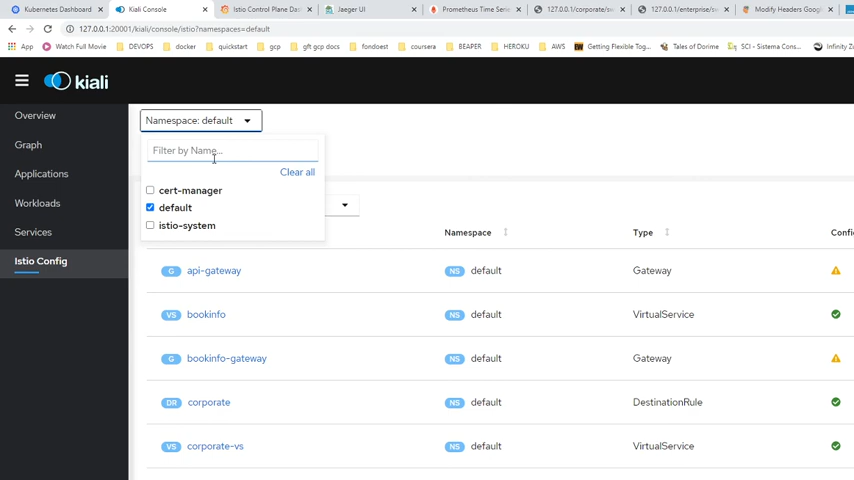 Kubernetes Dashboard
Kiali Console
Istio Control Plane Das
Jaeger UI
Prometheus Time Serie
127.0.0.1/corporate/sw
127.0.0.1/enterprise/sw
Modify Headers Googl
127.0.0.1:20001/kiali/console/istio?namespaces=default
App
Watch Full Movie
DEVOPS
docker
quickstart
gcp
gft gcp docs
fondoest
coursera
BEAPER
HEROKU
AWS
Getting Flexible Tog...
Tales of Dorime
SCI - Sistema Cons...
Infinity Z
kiali
Overview
Graph
Applications
Workloads
Services
Istio Config
Namespace: default
Filter by Name...
Clear all
cert-manager
default
istio-system
Namespace
Type
Confi
G api-gateway NS default Gateway
VS bookinfo NS default VirtualService
G bookinfo-gateway NS default Gateway
DR corporate NS default DestinationRule
VS corporate-vs NS default VirtualService